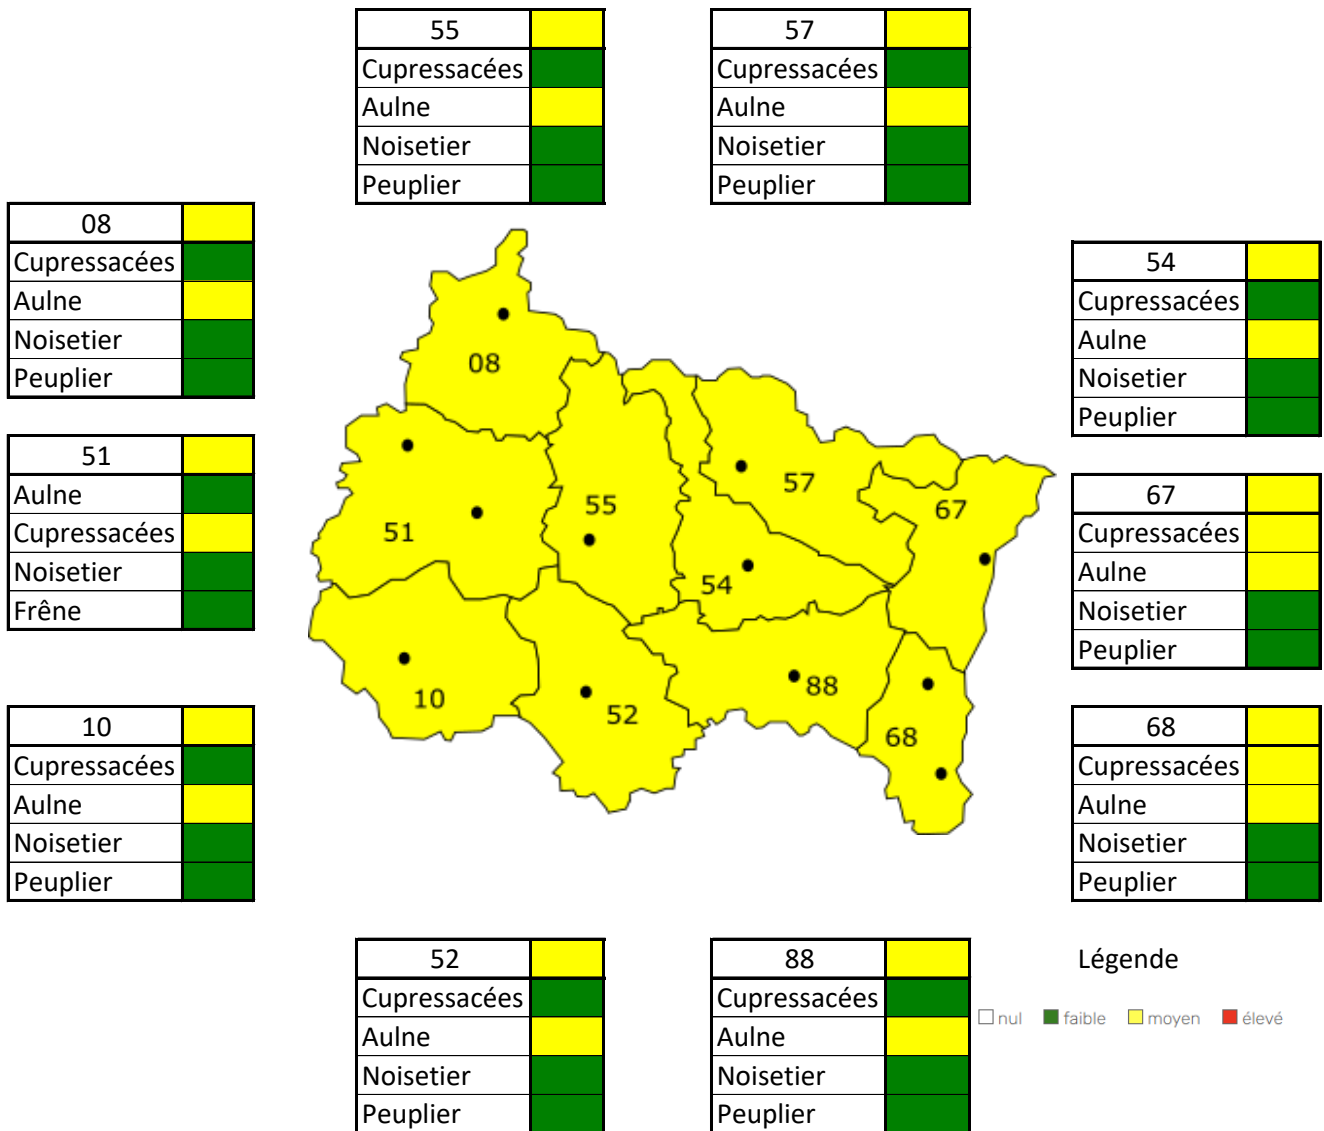 55
Cupressacées
Aulne
Noisetier
Peuplier
57
Cupressacées
Aulne
Noisetier
Peuplier
08
Cupressacées
Aulne
Noisetier
Peuplier
54
Cupressacées
Aulne
Noisetier
Peuplier
51
Aulne
Cupressacées
Noisetier
Frêne
67
Cupressacées
Aulne
Noisetier
Peuplier
10
Cupressacées
Aulne
Noisetier
Peuplier
68
Cupressacées
Aulne
Noisetier
Peuplier
08
57
55
67
51
54
88
10
52
68
52
Cupressacées
Aulne
Noisetier
Peuplier
88
Cupressacées
Aulne
Noisetier
Peuplier
Légende
nul faible moyen élevé